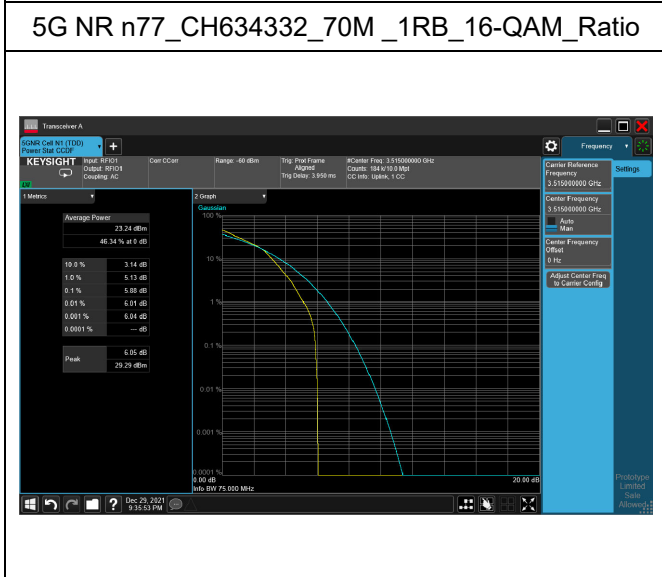 5G NR n77_CH634332_70M _1RB_16-QAM_Ratio
Transceiver A
5GNR Cell N1 (TDD)
Power Stat CCDF
Frequency
KEYSIGHT
Input: RFIO1
Output: RFIO1
Coupling: AC
Corr CCorr
Range: -60 dBm
Trig: Prot Frame
Aligned
Trig Delay: 3.950 ms
#Center Freq: 3.515000000 GHz
Counts: 184 k/10.0 Mpt
CC Info: Uplink, 1 CC
1 Metrics
Average Power
23.24 dBm
46.34 % at 0 dB
10.0 % 3.14 dB
1.0 % 5.13 dB
0.1 % 5.88 dB
0.01 % 6.01 dB
0.001 % 6.04 dB
0.0001 % --- dB
Peak 6.05 dB
29.29 dBm
2 Graph
Gaussian
100 %
10 %
1 %
0.1 %
0.01 %
0.001 %
0.0001 %
0.00 dB 20.00 dB
Info BW 75.000 MHz
Carrier Reference
Frequency
3.515000000 GHz
Settings
Center Frequency
3.515000000 GHz
Auto
Man
Center Frequency
Offset
0 Hz
Adjust Center Freq
to Carrier Config
Prototype
Limited
Sale
Allowed
Dec 29, 2021
9:35:53 PM